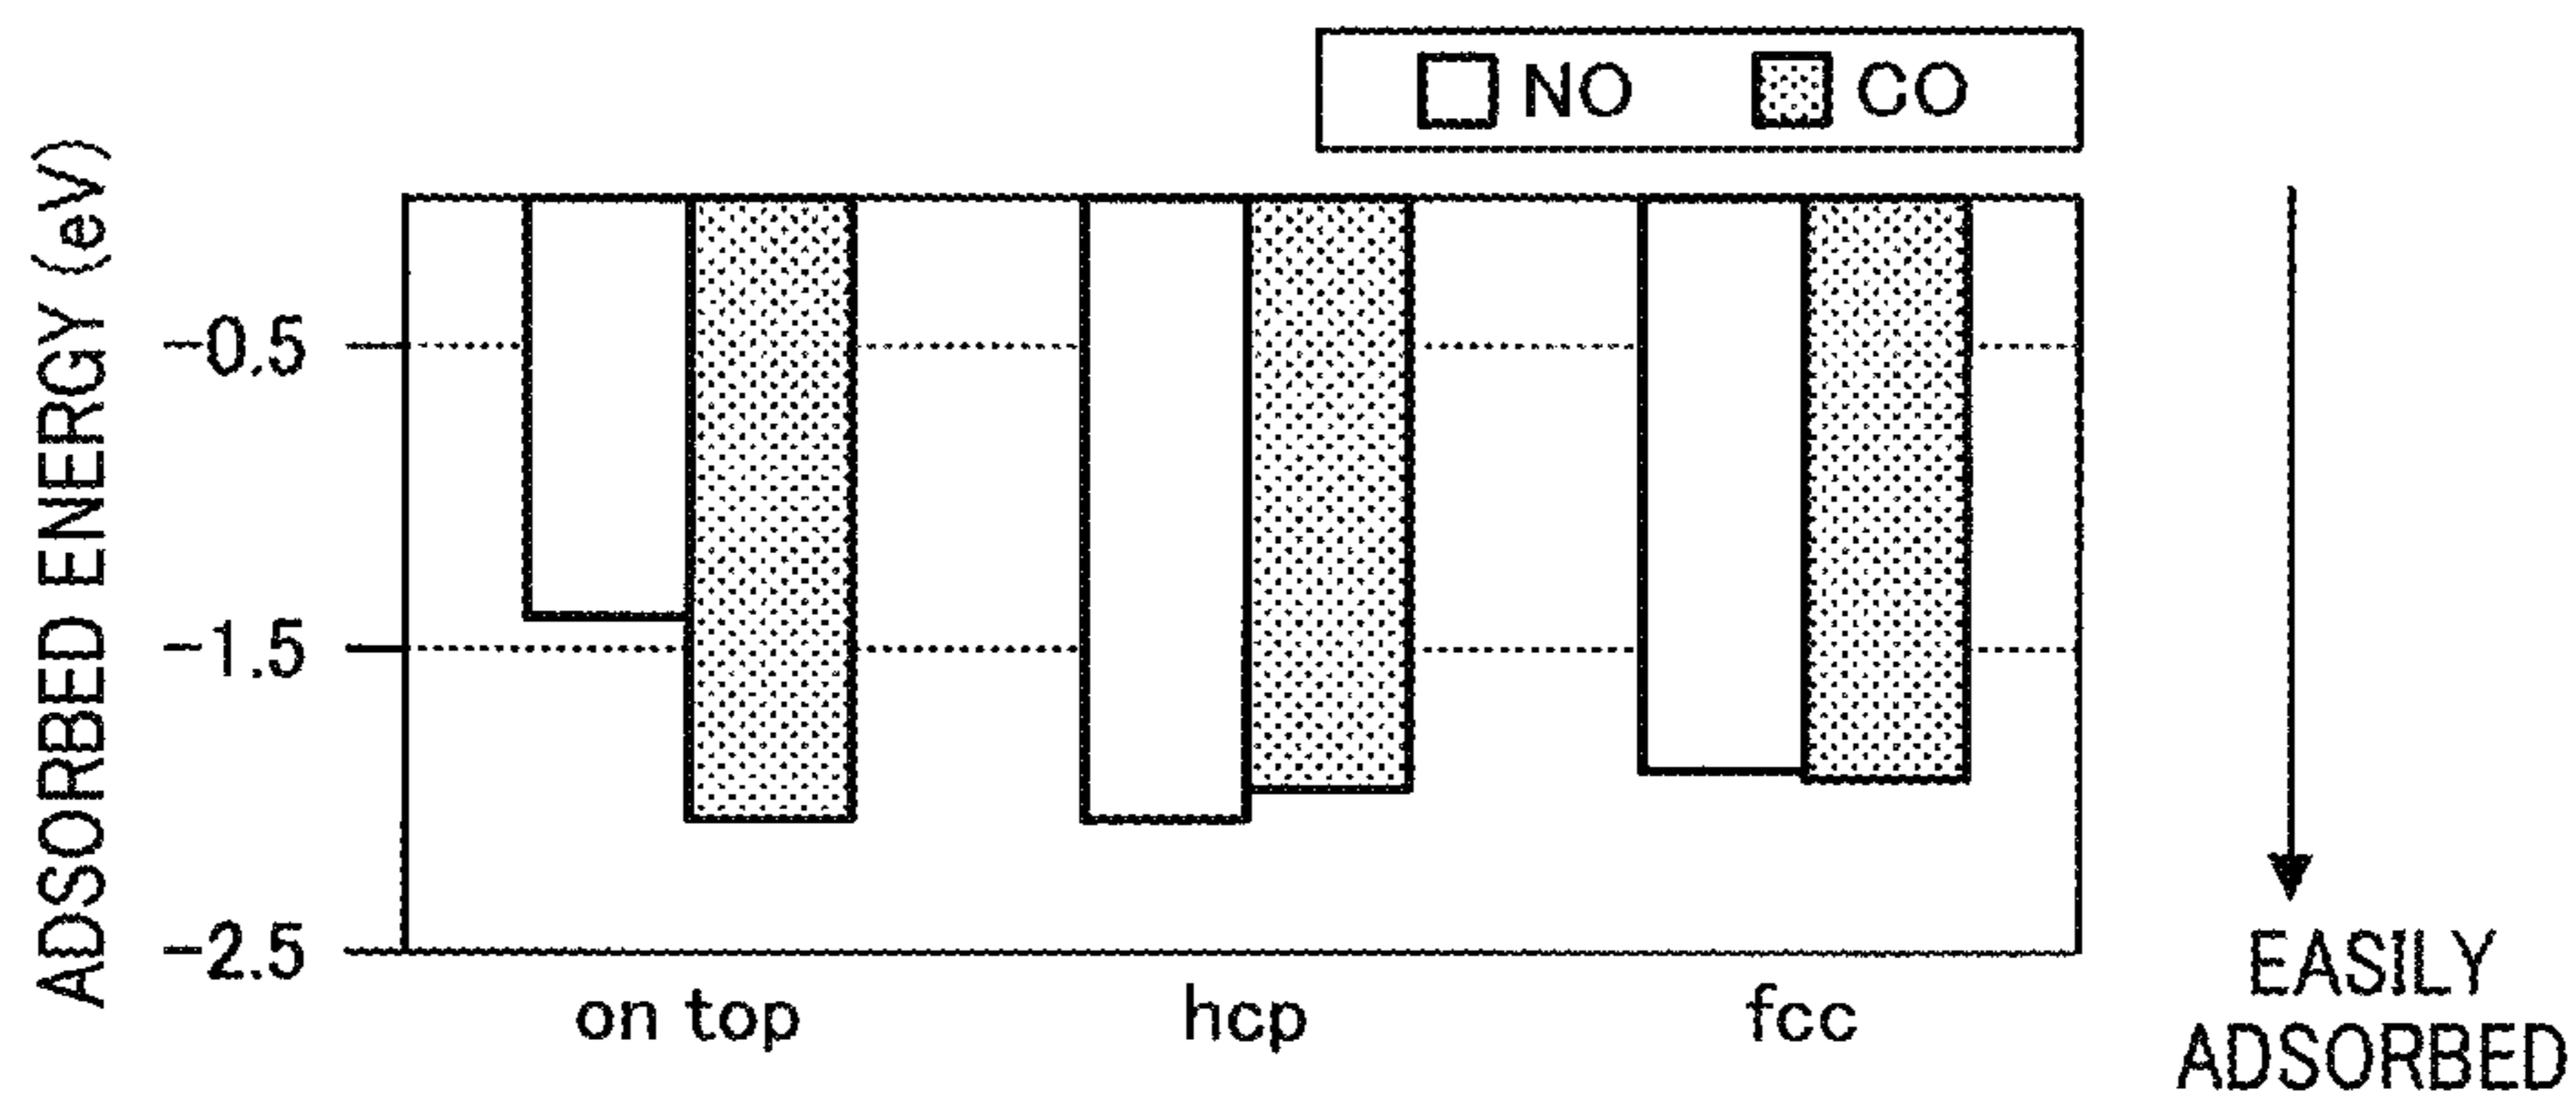 NO CO
ADSORBED ENERGY (eV)
-0.5
-1.5
-2.5
on top hcp fcc
EASILY
ADSORBED